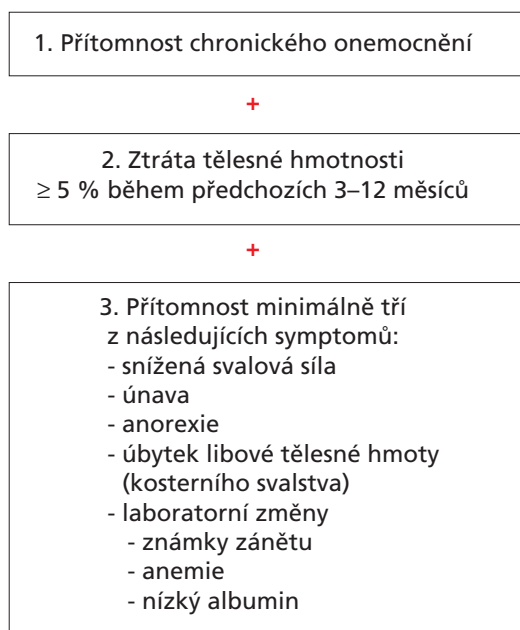 1. Přítomnost chronického onemocnění
+
2. Ztráta tělesné hmotnosti
≥ 5 % během předchozích 3–12 měsíců
+
3. Přítomnost minimálně tří
z následujících symptomů:
- snížená svalová síla
- únava
- anorexie
- úbytek libové tělesné hmoty
(kosterního svalstva)
- laboratorní změny
- známky zánětu
- anemie
- nízký albumin